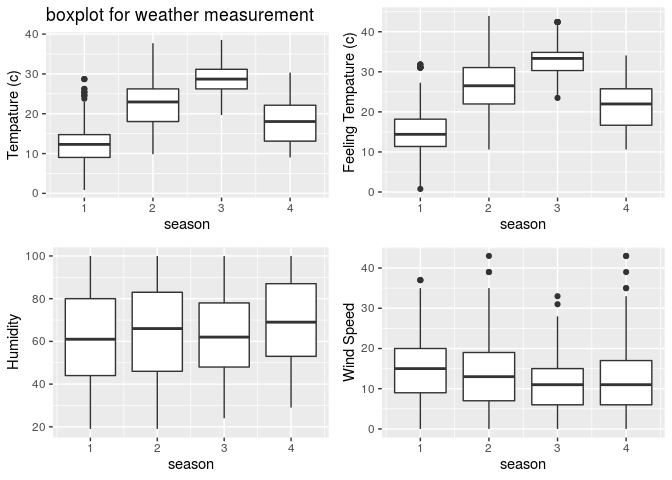 boxplot for weather measurement
Tempature (c)
40
30
20
10
0
1 2 3 4
season
Feeling Tempature (c)
40
30
20
10
0
1 2 3 4
season
Humidity
100
80
60
40
20
1 2 3 4
season
Wind Speed
40
30
20
10
0
1 2 3 4
season